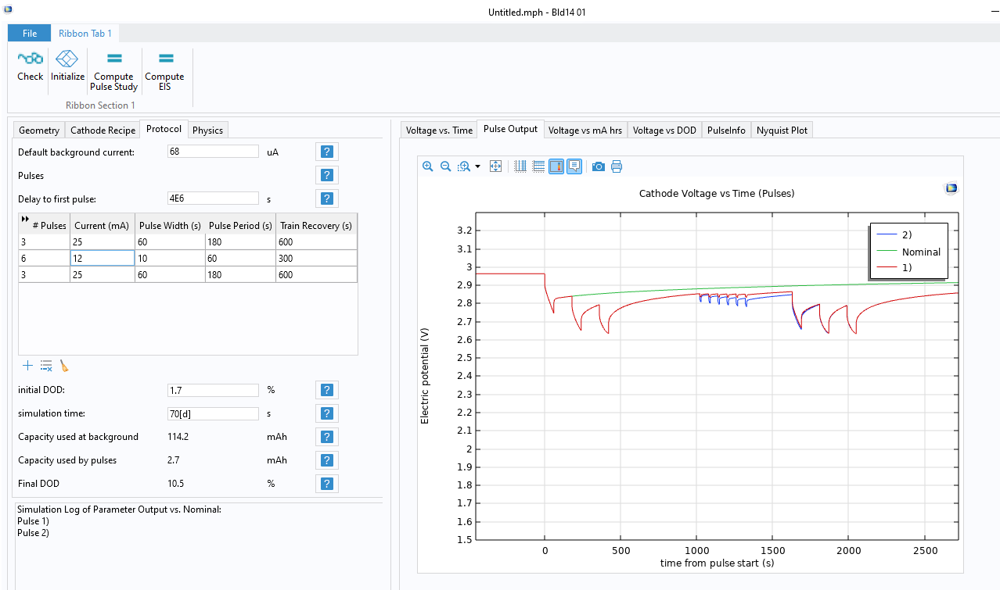 Untitled.mph - Bld14 01
File Ribbon Tab 1
Check Initialize Compute Pulse Study Compute EIS
Ribbon Section 1
Geometry Cathode Recipe Protocol Physics
Default background current: 68 uA ?
Pulses ?
Delay to first pulse: 4E6 s ?
# Pulses Current (mA) Pulse Width (s) Pulse Period (s) Train Recovery (s)
3 25 60 180 600
6 12 10 60 300
3 25 60 180 600
initial DOD: 1.7 % ?
simulation time: 70[d] s ?
Capacity used at background 114.2 mAh ?
Capacity used by pulses 2.7 mAh ?
Final DOD 10.5 % ?
Simulation Log of Parameter Output vs. Nominal:
Pulse 1)
Pulse 2)
Voltage vs. Time Pulse Output Voltage vs mA hrs Voltage vs DOD PulseInfo Nyquist Plot
Cathode Voltage vs Time (Pulses)
2)
Nominal
1)
Electric potential (V)
3.2
3.1
3
2.9
2.8
2.7
2.6
2.5
2.4
2.3
2.2
2.1
2
1.9
1.8
1.7
1.6
1.5
0 500 1000 1500 2000 2500
time from pulse start (s)